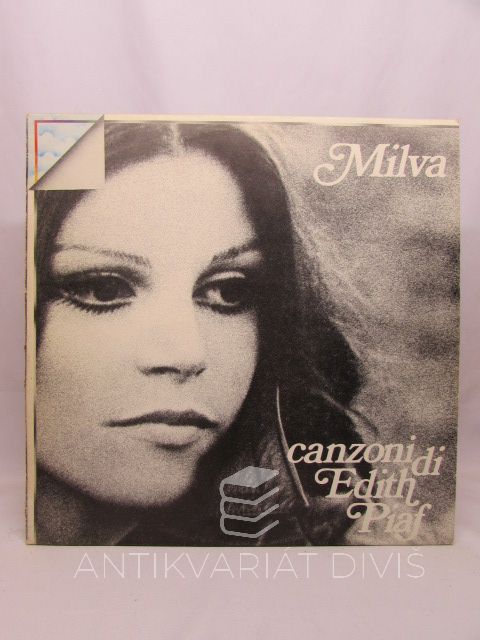 Milva
canzoni di
Edith
Piaf
ANTIKVARIÁT DIVIŠ